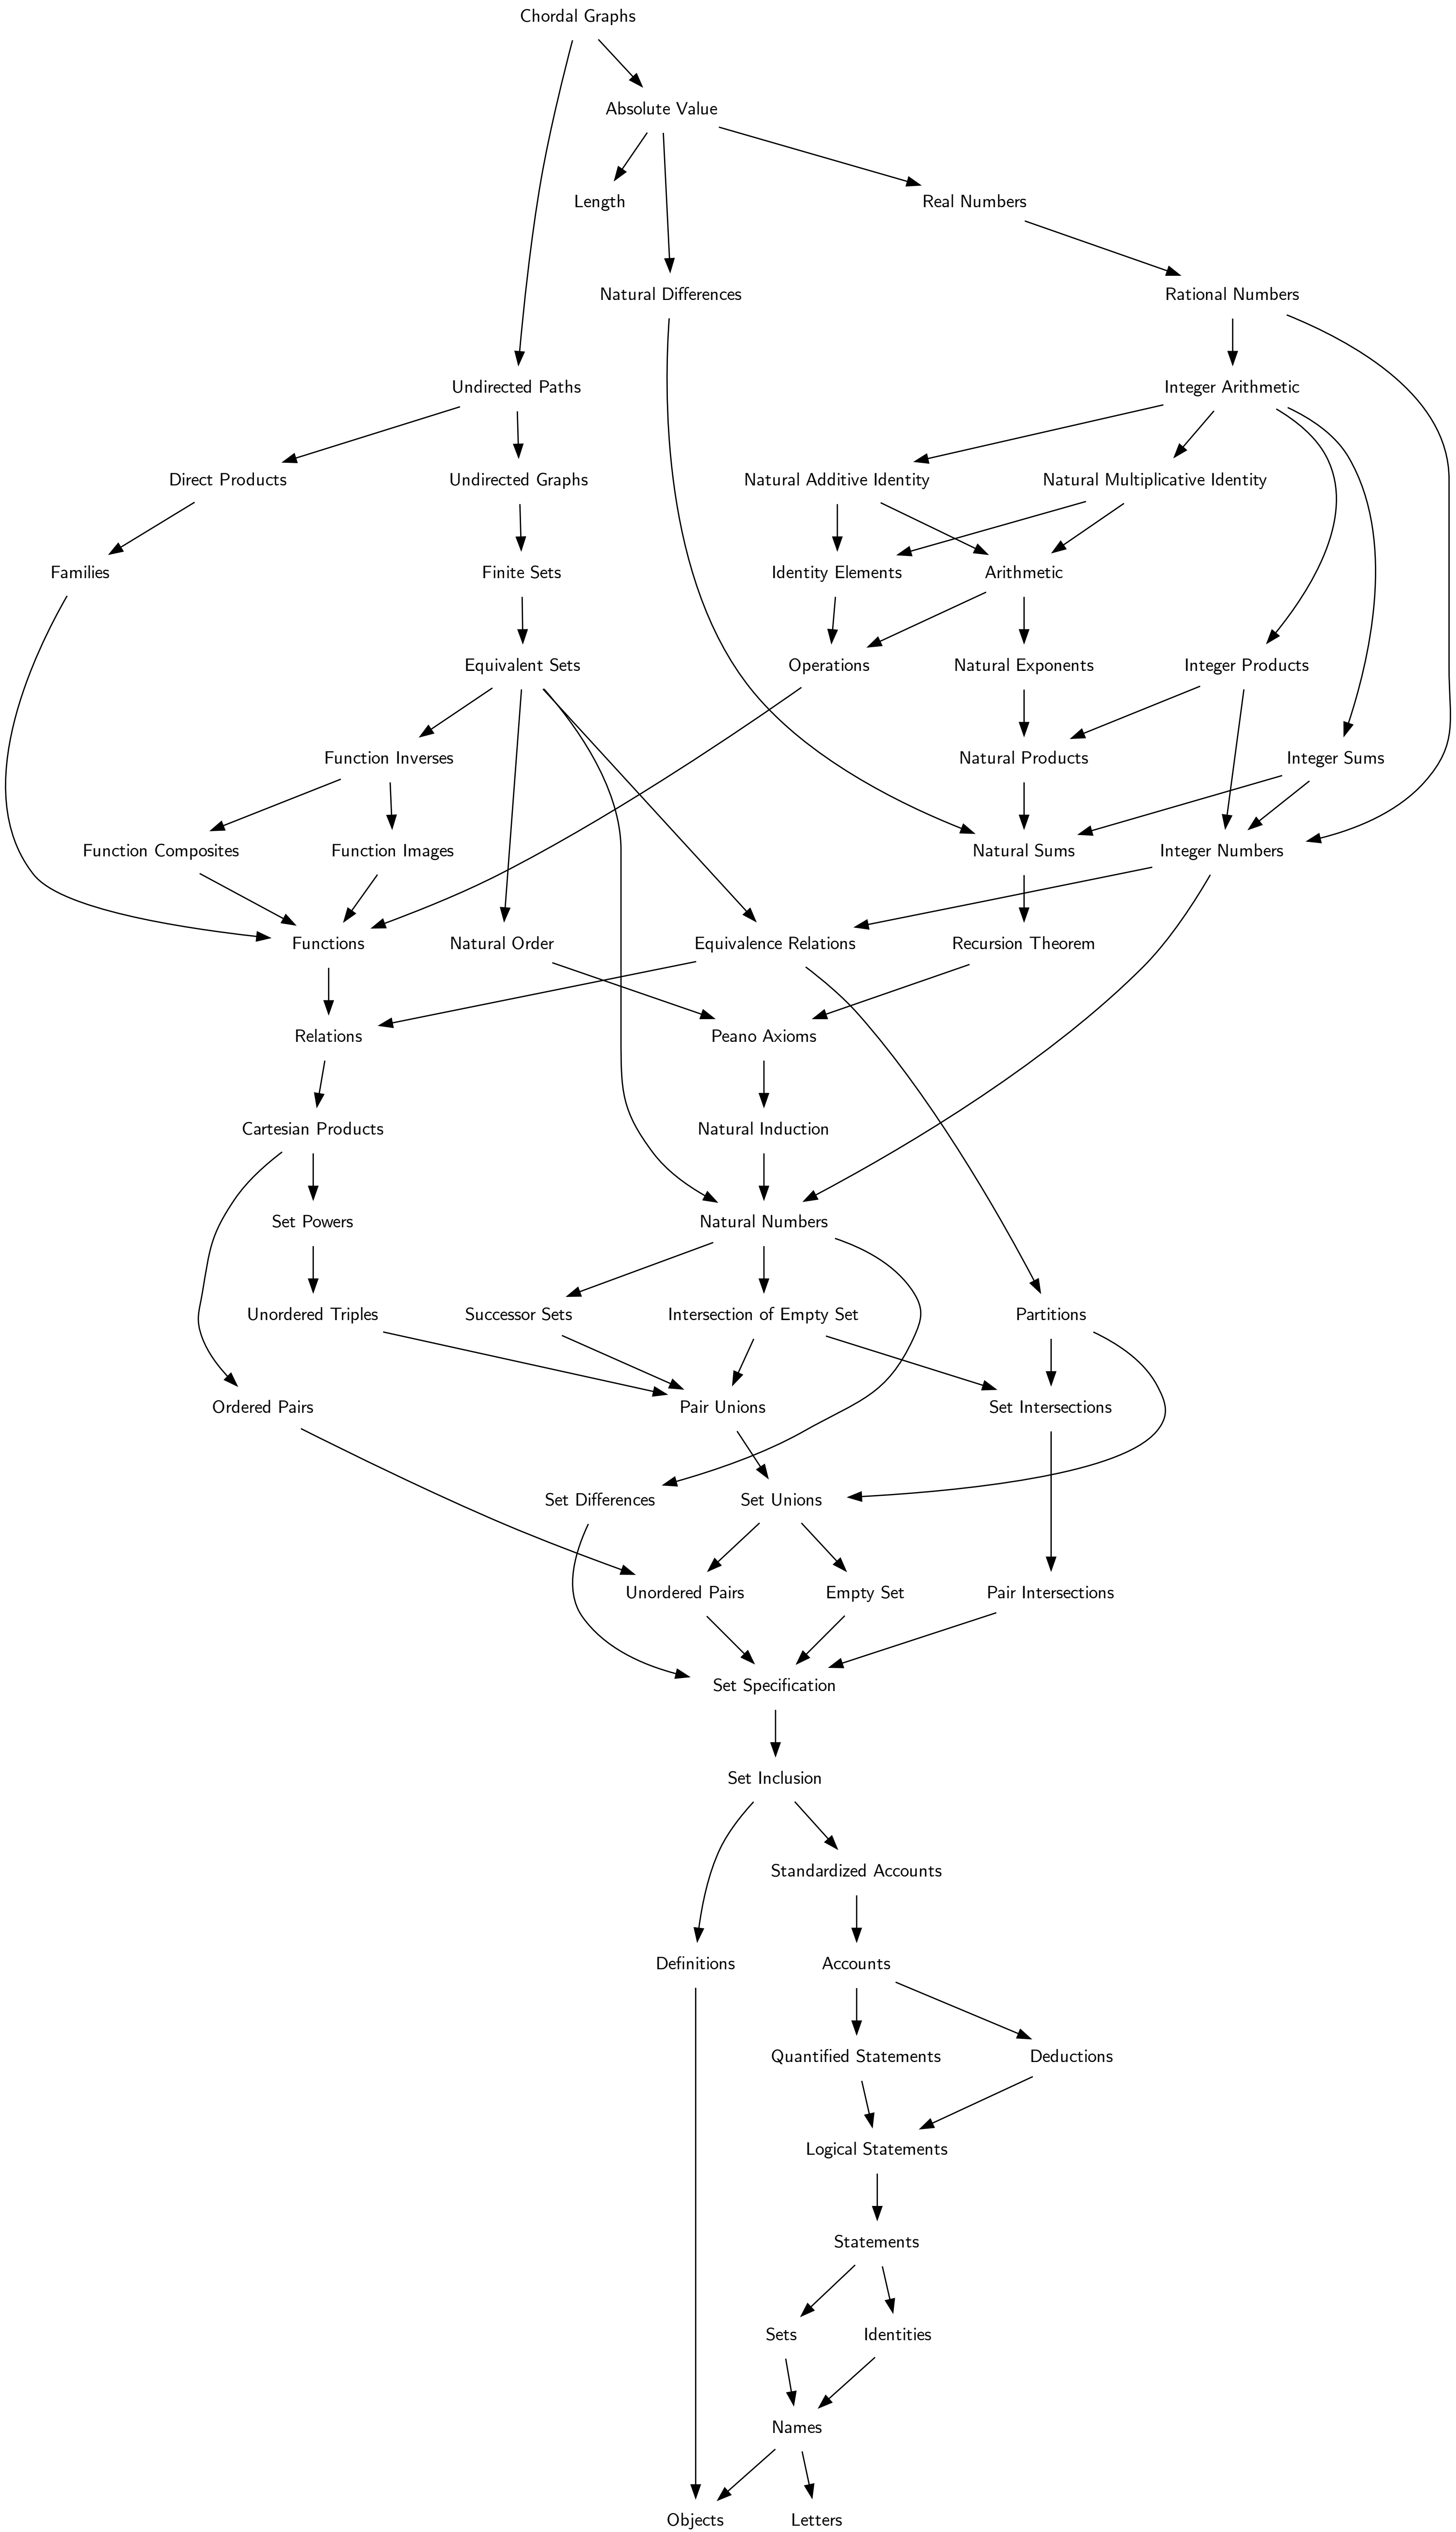 Chordal Graphs
Absolute Value
Length
Real Numbers
Natural Differences
Rational Numbers
Undirected Paths
Integer Arithmetic
Direct Products
Undirected Graphs
Natural Additive Identity
Natural Multiplicative Identity
Families
Finite Sets
Identity Elements
Arithmetic
Equivalent Sets
Operations
Natural Exponents
Integer Products
Function Inverses
Natural Products
Integer Sums
Function Composites
Function Images
Natural Sums
Integer Numbers
Functions
Natural Order
Equivalence Relations
Recursion Theorem
Relations
Peano Axioms
Cartesian Products
Natural Induction
Set Powers
Natural Numbers
Unordered Triples
Successor Sets
Intersection of Empty Set
Partitions
Ordered Pairs
Pair Unions
Set Intersections
Set Differences
Set Unions
Unordered Pairs
Empty Set
Pair Intersections
Set Specification
Set Inclusion
Standardized Accounts
Definitions
Accounts
Quantified Statements
Deductions
Logical Statements
Statements
Sets
Identities
Names
Objects
Letters